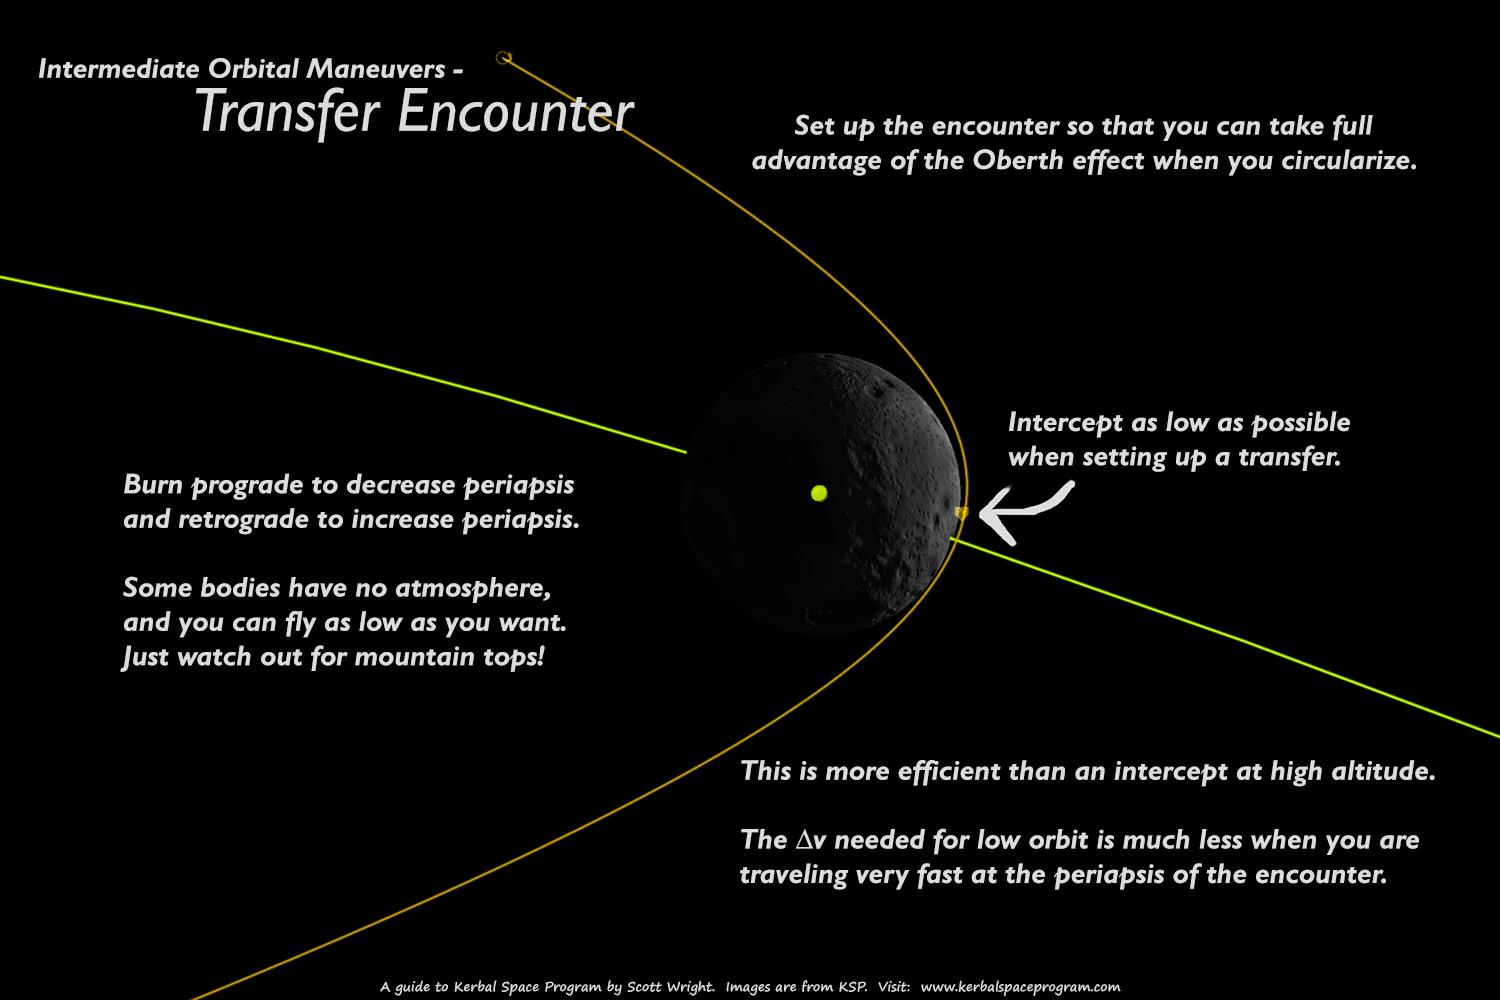 Intermediate Orbital Maneuvers -
Transfer Encounter
Set up the encounter so that you can take full
advantage of the Oberth effect when you circularize.
Intercept as low as possible
when setting up a transfer.
Burn prograde to decrease periapsis
and retrograde to increase periapsis.
Some bodies have no atmosphere,
and you can fly as low as you want.
Just watch out for mountain tops!
This is more efficient than an intercept at high altitude.
The Δv needed for low orbit is much less when you are
traveling very fast at the periapsis of the encounter.
A guide to Kerbal Space Program by Scott Wright.  Images are from KSP.  Visit:  www.kerbalspaceprogram.com